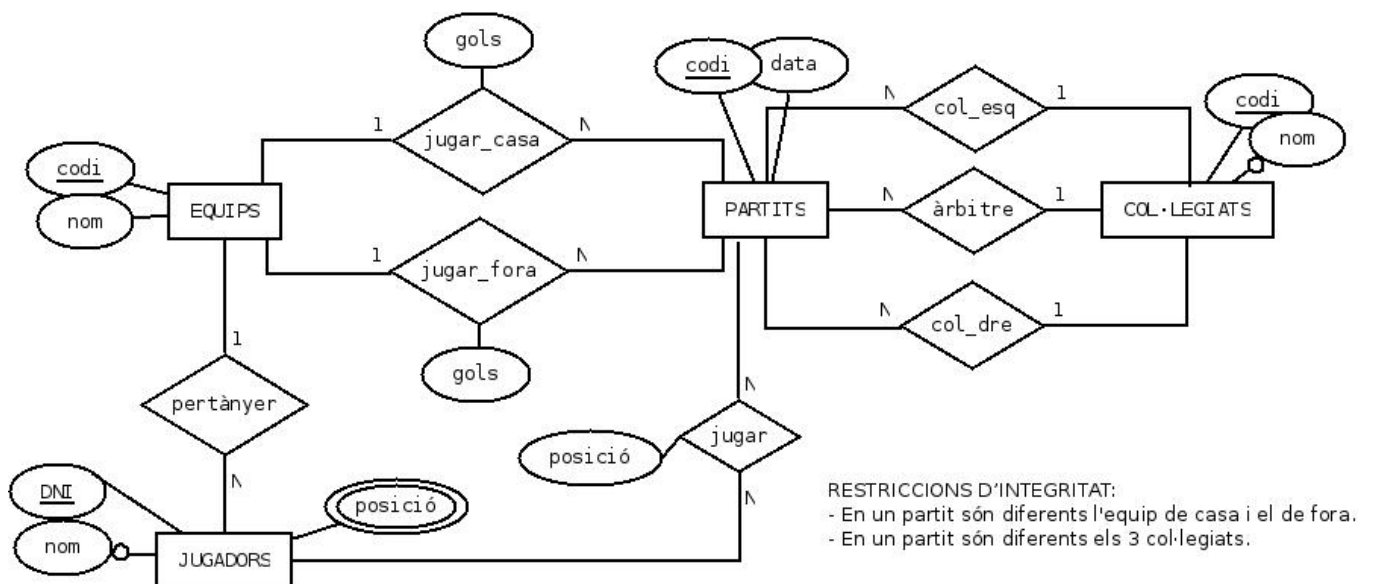 gols
codi
data
N
col_esq
1
codi
nom
1
jugar_casa
N
codi
nom
EQUIPS
PARTITS
N
àrbitre
1
COL·LEGIATS
1
jugar_fora
N
N
col_dre
1
gols
1
pertànyer
N
N
jugar
posició
N
DNI
nom
posició
JUGADORS
RESTRICCIONS D'INTEGRITAT:
- En un partit són diferents l'equip de casa i el de fora.
- En un partit són diferents els 3 col·legiats.